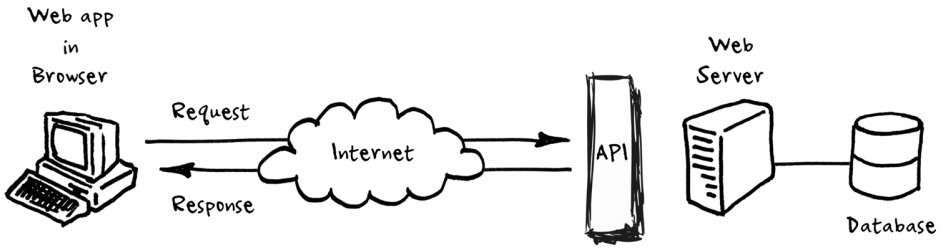 Web app
in
Browser
Request
Internet
Response
API
Web
Server
Database